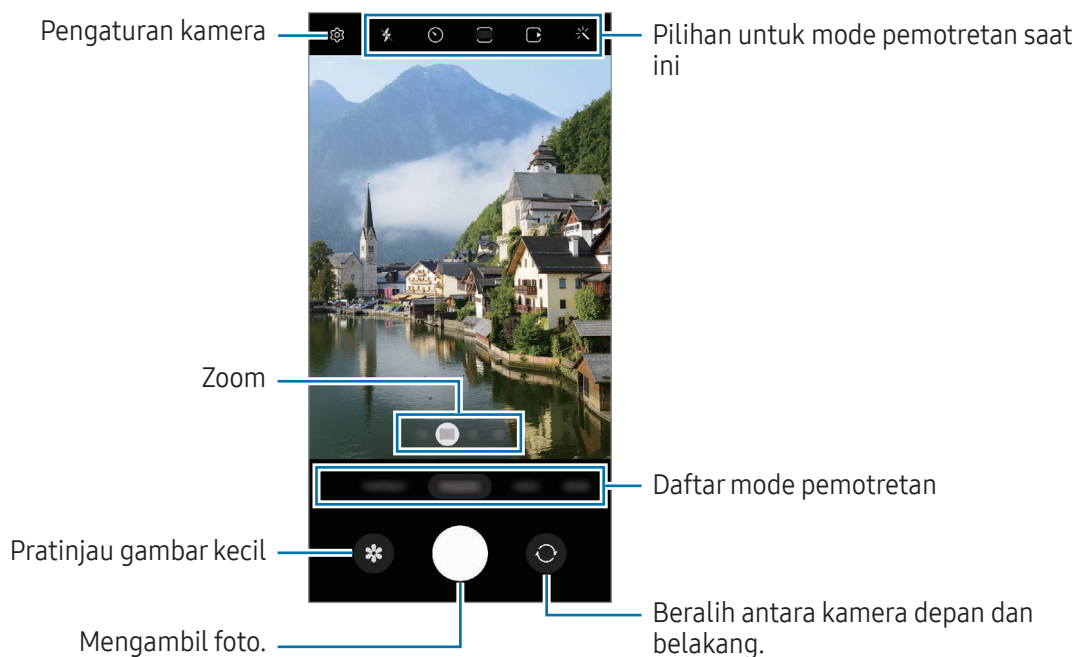 Pengaturan kamera
Pilihan untuk mode pemotretan saat
ini
Zoom
Daftar mode pemotretan
Pratinjau gambar kecil
Beralih antara kamera depan dan
belakang.
Mengambil foto.